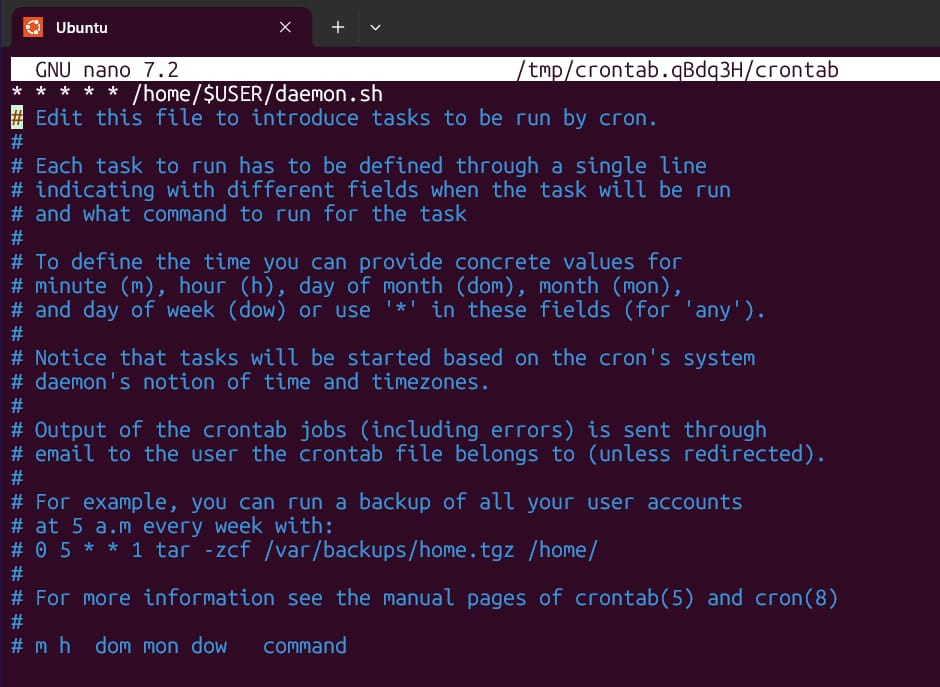 Ubuntu
GNU nano 7.2 /tmp/crontab.qBdq3H/crontab
* * * * * /home/$USER/daemon.sh
# Edit this file to introduce tasks to be run by cron.
#
# Each task to run has to be defined through a single line
# indicating with different fields when the task will be run
# and what command to run for the task
#
# To define the time you can provide concrete values for
# minute (m), hour (h), day of month (dom), month (mon),
# and day of week (dow) or use '*' in these fields (for 'any').
#
# Notice that tasks will be started based on the cron's system
# daemon's notion of time and timezones.
#
# Output of the crontab jobs (including errors) is sent through
# email to the user the crontab file belongs to (unless redirected).
#
# For example, you can run a backup of all your user accounts
# at 5 a.m every week with:
# 0 5 * * 1 tar -zcf /var/backups/home.tgz /home/
#
# For more information see the manual pages of crontab(5) and cron(8)
#
# m h  dom mon dow   command